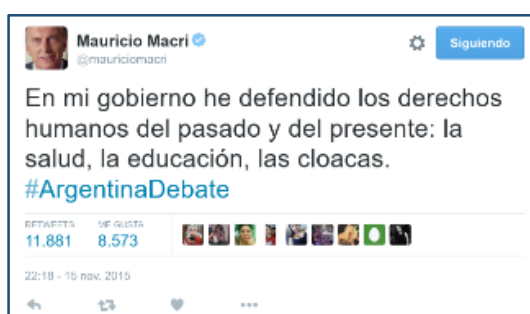 Mauricio Macri
@mauriciomacri
Siguiendo
En mi gobierno he defendido los derechos
humanos del pasado y del presente: la
salud, la educación, las cloacas.
#ArgentinaDebate
RETWEETS ME GUSTA
11.881 8.573
22:18 - 15 nov. 2015